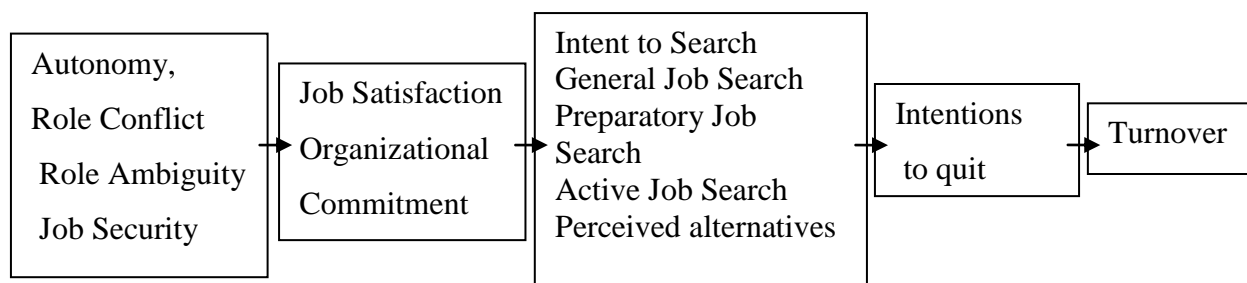 Autonomy,
Role Conflict
Role Ambiguity
Job Security
Job Satisfaction
Organizational
Commitment
Intent to Search
General Job Search
Preparatory Job
Search
Active Job Search
Perceived alternatives
Intentions
to quit
Turnover